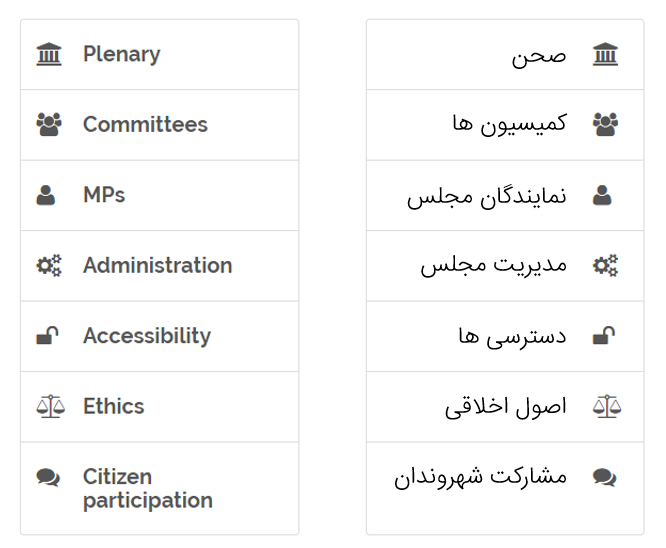 Plenary
Committees
MPs
Administration
Accessibility
Ethics
Citizen
participation
صحن
کمیسیون ها
نمایندگان مجلس
مدیریت مجلس
دسترسی ها
اصول اخلاقی
مشارکت شهروندان